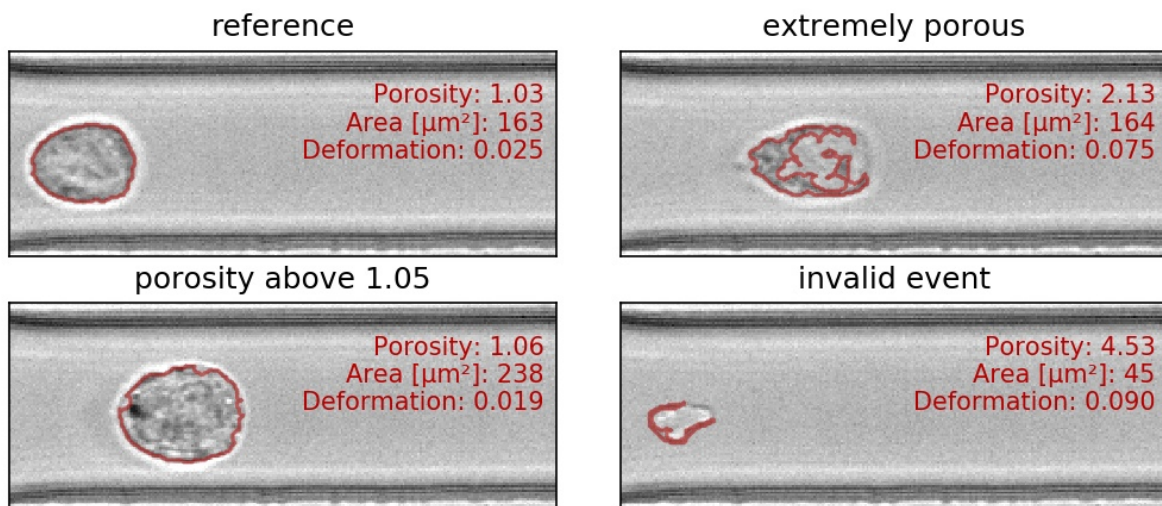 reference
Porosity: 1.03
Area [µm²]: 163
Deformation: 0.025
extremely porous
Porosity: 2.13
Area [µm²]: 164
Deformation: 0.075
porosity above 1.05
Porosity: 1.06
Area [µm²]: 238
Deformation: 0.019
invalid event
Porosity: 4.53
Area [µm²]: 45
Deformation: 0.090